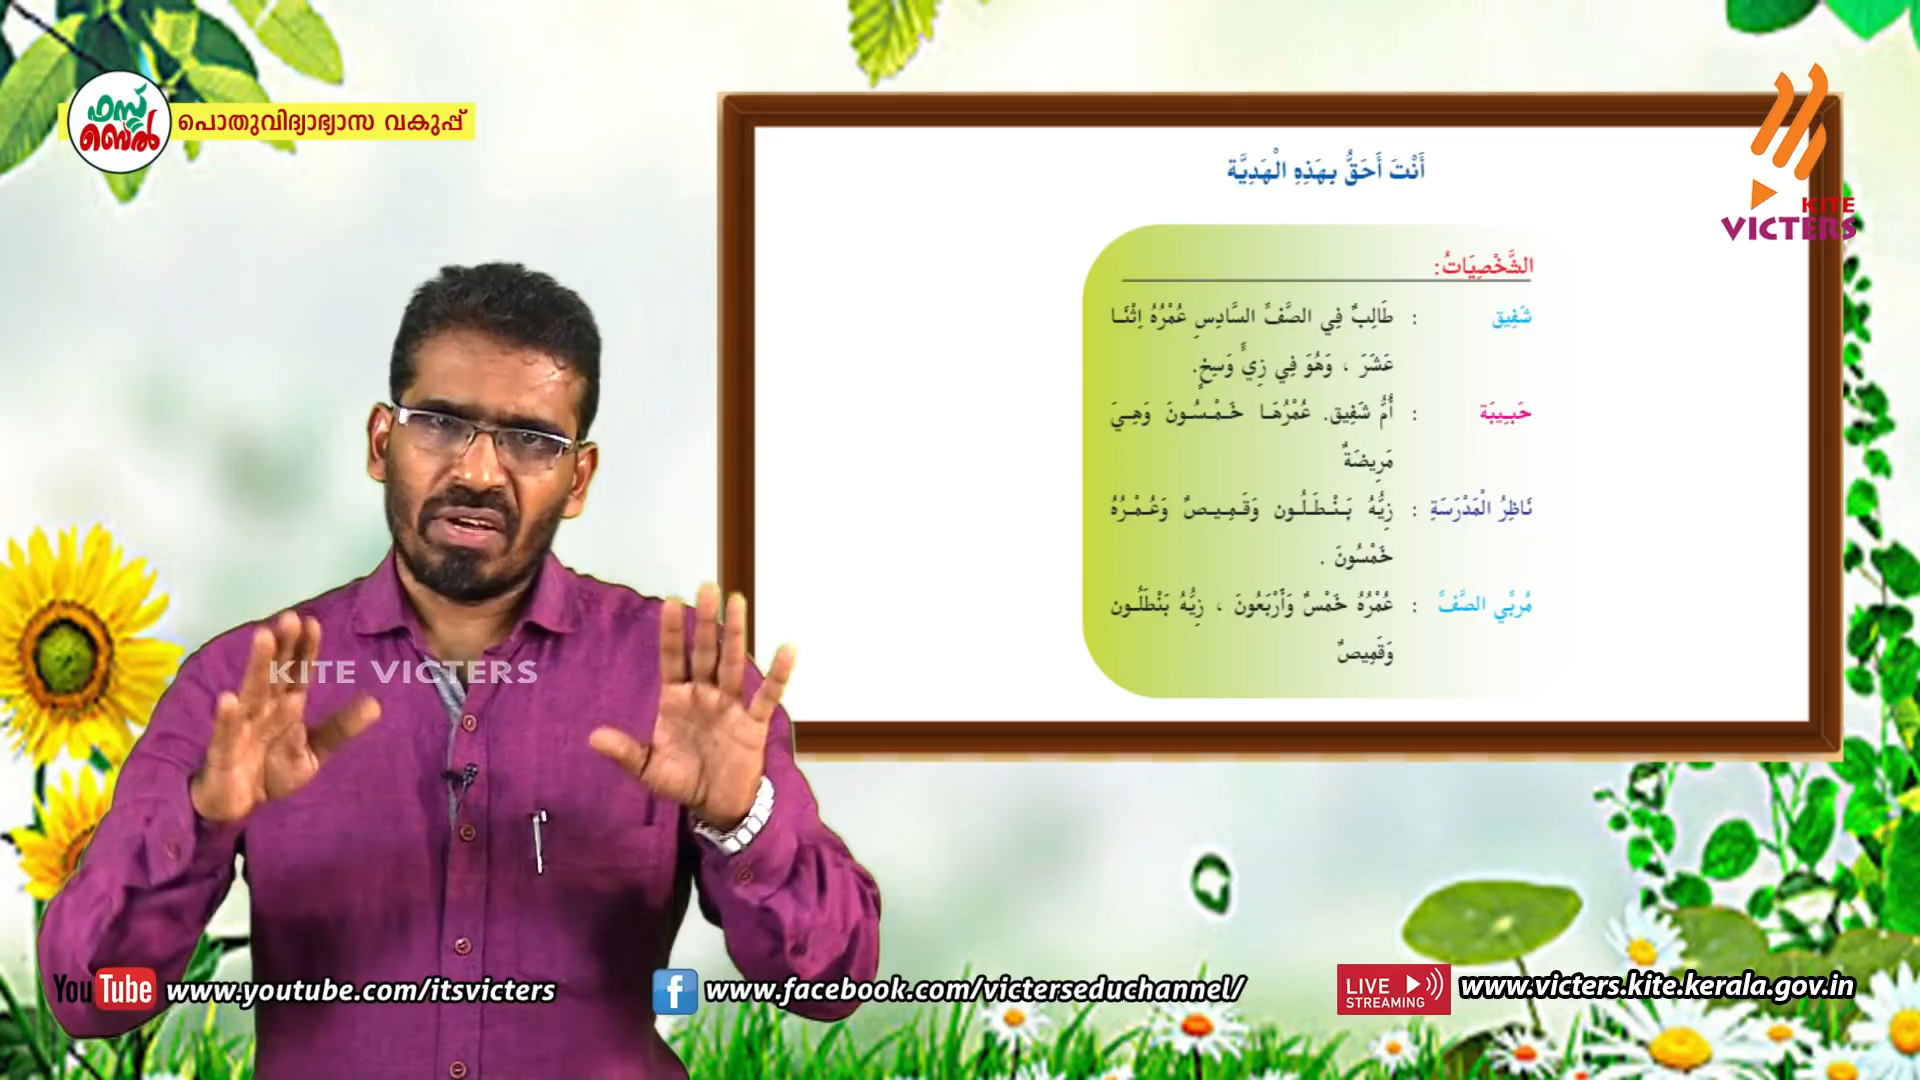 ഫസ്റ്റ്
ബെൽ
പൊതുവിദ്യാഭ്യാസ വകുപ്പ്
KITE
VICTERS
أَنْتَ أَحَقُّ بِهَذِهِ الْهَدِيَّة
الشَّخْصِيَاتُ:
شَفِيق : طَالِبٌ فِي الصَّفِّ السَّادِسِ عُمْرُهُ اِثْنَا
عَشَرَ ، وَهُوَ فِي زِيٍّ وَسِخٍ.
حَبِيبَة : أُمُّ شَفِيق. عُمْرُهَا خَمْسُونَ وَهِيَ
مَرِيضَةٌ
نَاظِرُ الْمَدْرَسَةِ : زِيُّهُ بَنْطَلُون وَقَمِيصٌ وَعُمْرُهُ
خَمْسُونَ .
مُرَبِّي الصَّفِّ : عُمْرُهُ خَمْسٌ وَأَرْبَعُونَ ، زِيُّهُ بَنْطَلُون
وَقَمِيصٌ
KITE VICTERS
YouTube www.youtube.com/itsvicters
f www.facebook.com/victerseduchannel/
LIVE STREAMING www.victers.kite.kerala.gov.in